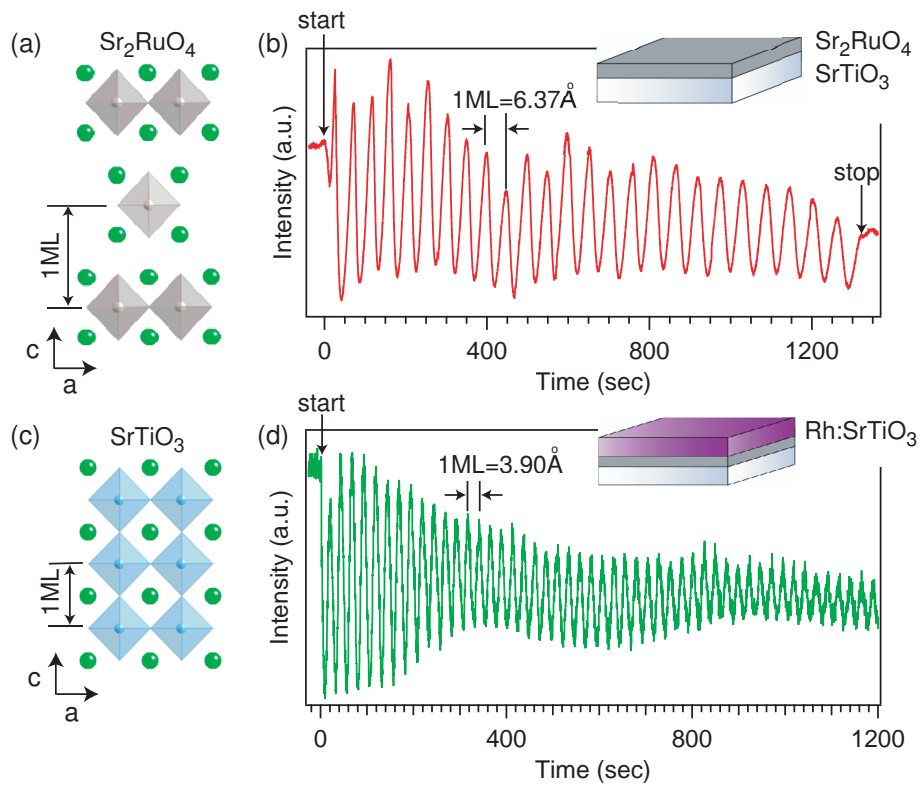 (a)
Sr₂RuO₄
1ML
c
a
(b)
start
1ML=6.37Å
Sr₂RuO₄
SrTiO₃
stop
Intensity (a.u.)
0
400
800
1200
Time (sec)
(c)
SrTiO₃
1ML
c
a
(d)
start
1ML=3.90Å
Rh:SrTiO₃
Intensity (a.u.)
0
400
800
1200
Time (sec)